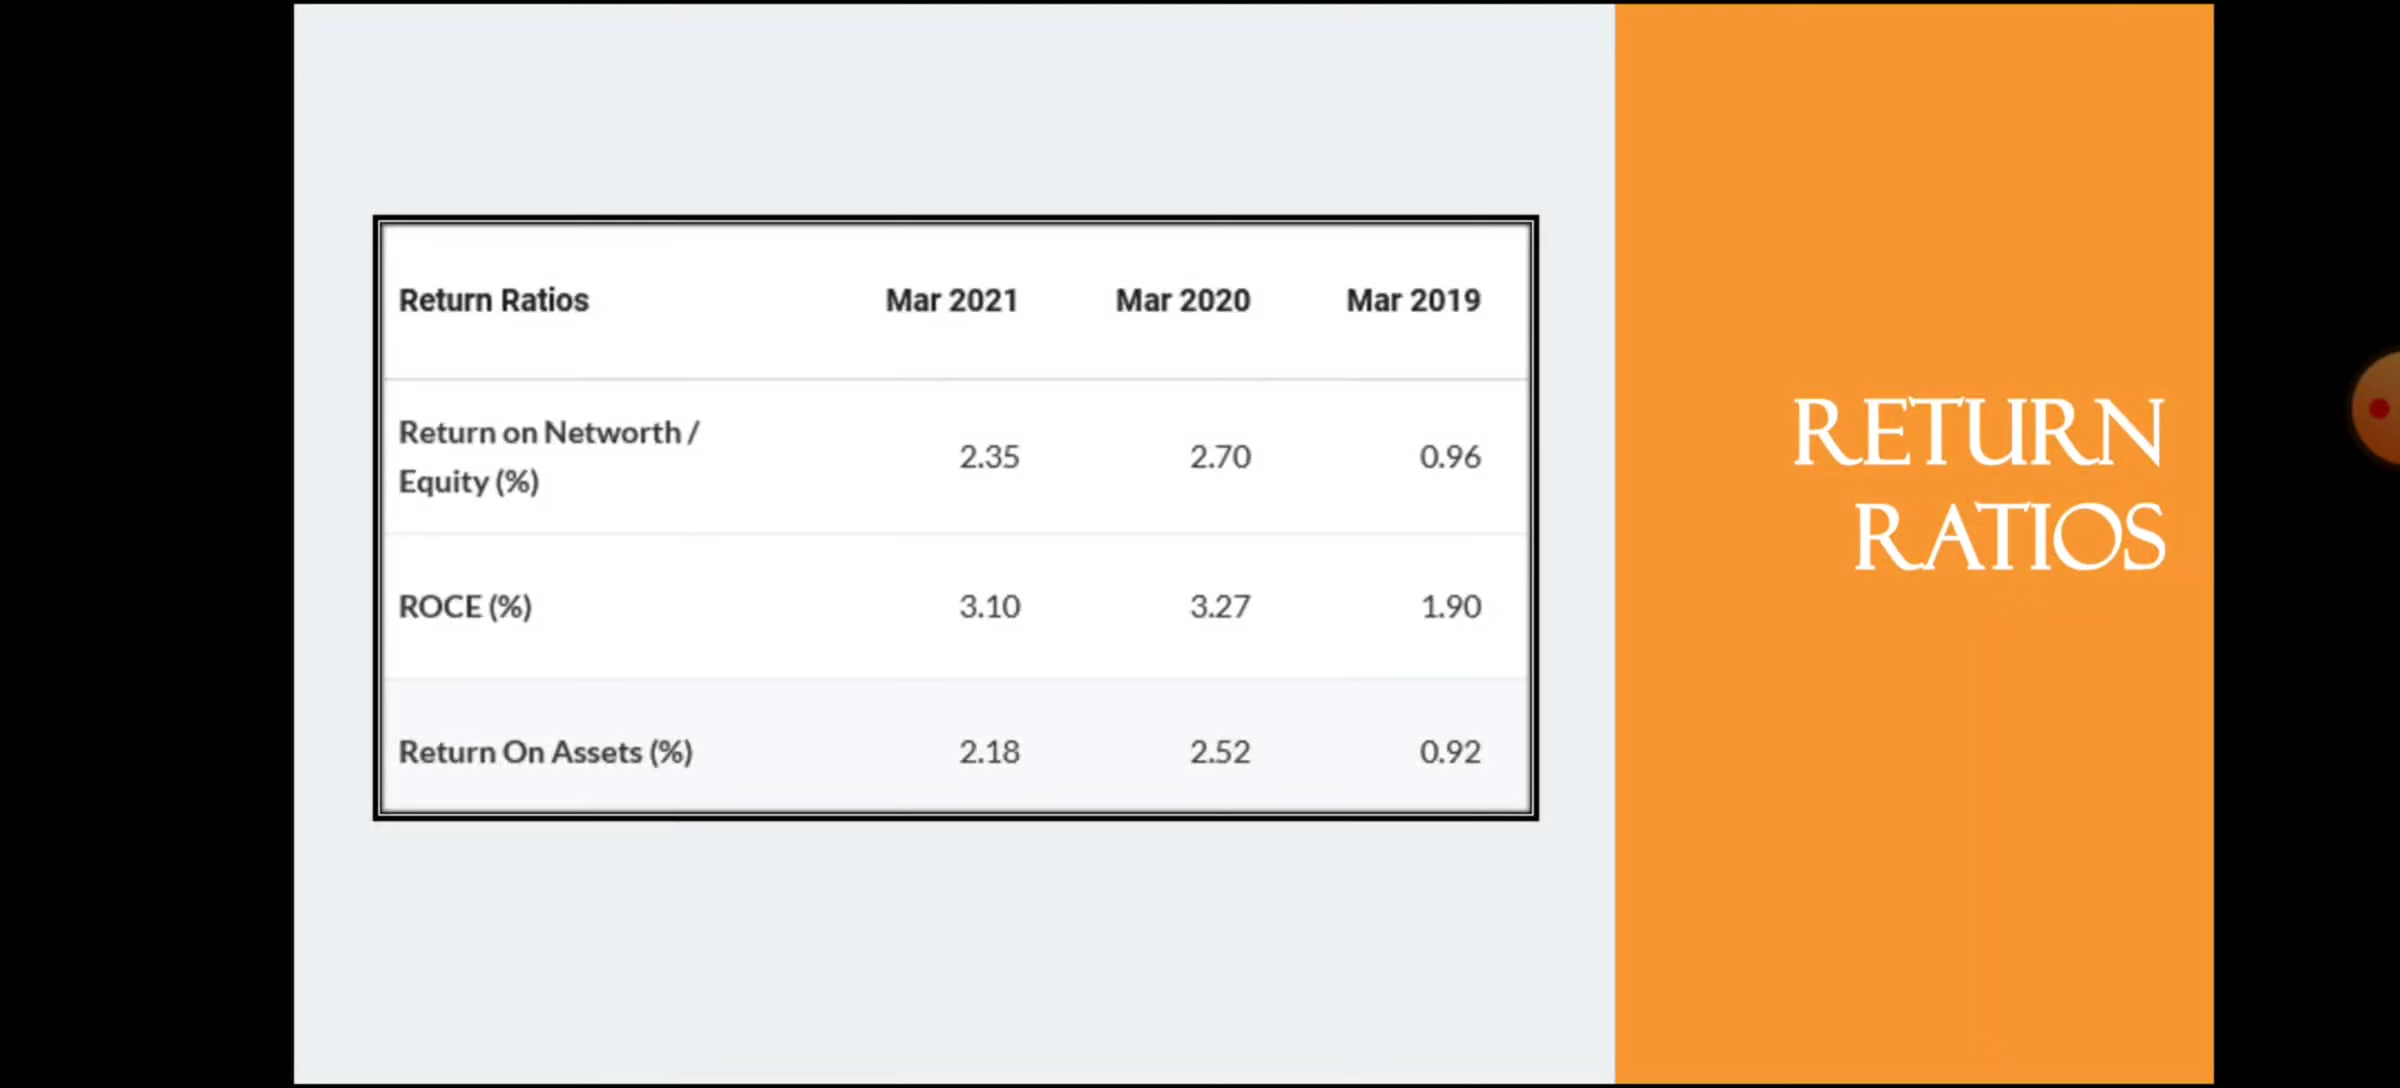 Return Ratios Mar 2021 Mar 2020 Mar 2019
Return on Networth /
Equity (%) 2.35 2.70 0.96
ROCE (%) 3.10 3.27 1.90
Return On Assets (%) 2.18 2.52 0.92
RETURN
RATIOS